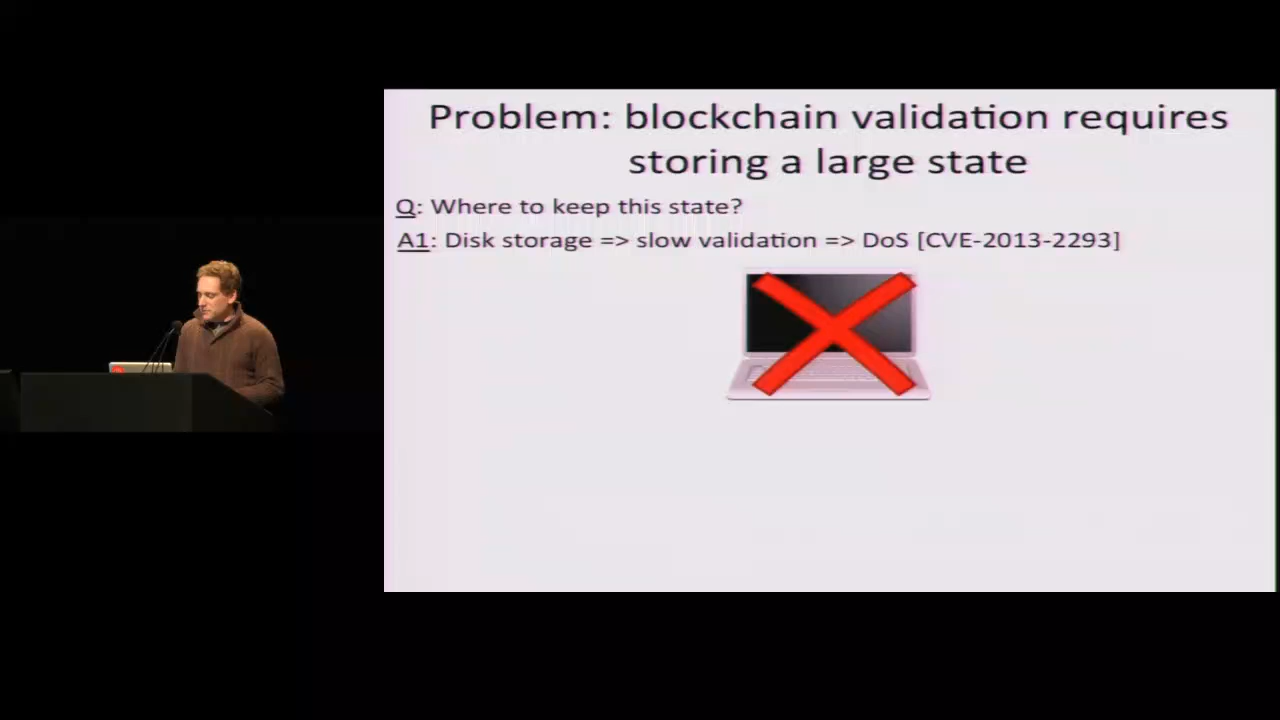 Problem: blockchain validation requires
storing a large state
Q: Where to keep this state?
A1: Disk storage => slow validation => DoS [CVE-2013-2293]